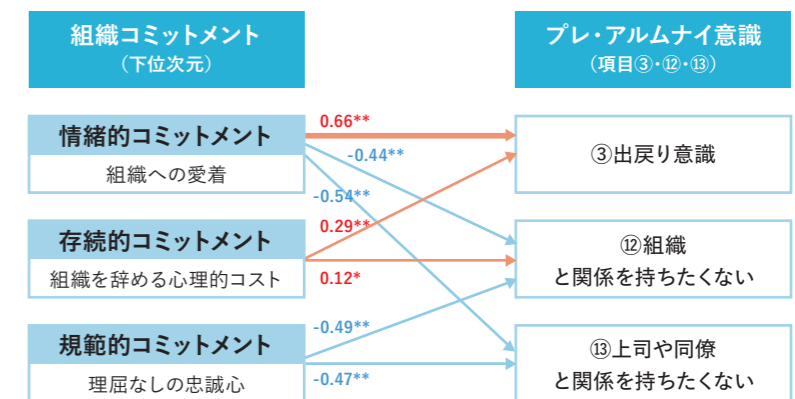 組織コミットメント
（下位次元）
プレ・アルムナイ意識
（項目③・⑫・⑬）
情緒的コミットメント
組織への愛着
0.66**
-0.44**
-0.54**
③出戻り意識
存続的コミットメント
組織を辞める心理的コスト
0.29**
0.12*
⑫組織
と関係を持ちたくない
規範的コミットメント
理屈なしの忠誠心
-0.49**
-0.47**
⑬上司や同僚
と関係を持ちたくない